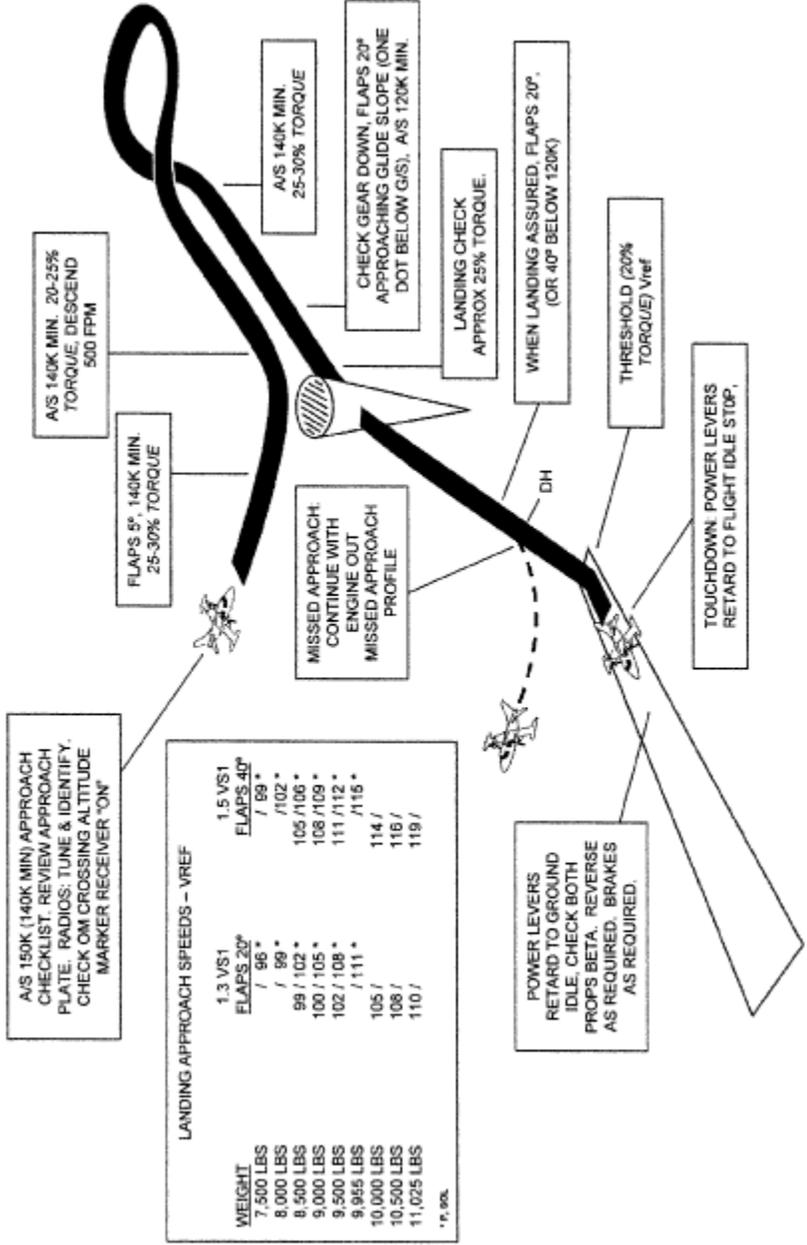 A/S 150K (140K MIN) APPROACH
CHECKLIST. REVIEW APPROACH
PLATE. RADIOS: TUNE & IDENTIFY.
CHECK OM CROSSING ALTITUDE
MARKER RECEIVER "ON"
FLAPS 5º, 140K MIN.
25-30% TORQUE
A/S 140K MIN. 20-25%
TORQUE, DESCEND
500 FPM
A/S 140K MIN.
25-30% TORQUE
CHECK GEAR DOWN, FLAPS 20º
APPROACHING GLIDE SLOPE (ONE
DOT BELOW G/S), A/S 120K MIN.
LANDING CHECK
APPROX 25% TORQUE.
WHEN LANDING ASSURED, FLAPS 20º,
(OR 40º BELOW 120K)
MISSED APPROACH:
CONTINUE WITH
ENGINE OUT
MISSED APPROACH
PROFILE
DH
THRESHOLD (20%
TORQUE) Vref
TOUCHDOWN: POWER LEVERS
RETARD TO FLIGHT IDLE STOP,
POWER LEVERS
RETARD TO GROUND
IDLE, CHECK BOTH
PROPS BETA. REVERSE
AS REQUIRED. BRAKES
AS REQUIRED.
LANDING APPROACH SPEEDS – VREF
1.3 VS1 1.5 VS1
WEIGHT FLAPS 20º FLAPS 40º
7,500 LBS / 96 * / 99 *
8,000 LBS / 99 * /102 *
8,500 LBS 99 / 102 * 105 /106 *
9,000 LBS 100 / 105 * 108 /109 *
9,500 LBS 102 / 108 * 111 /112 *
9,955 LBS / 111 * /115 *
10,000 LBS 105 / 114 /
10,500 LBS 108 / 116 /
11,025 LBS 110 / 119 /